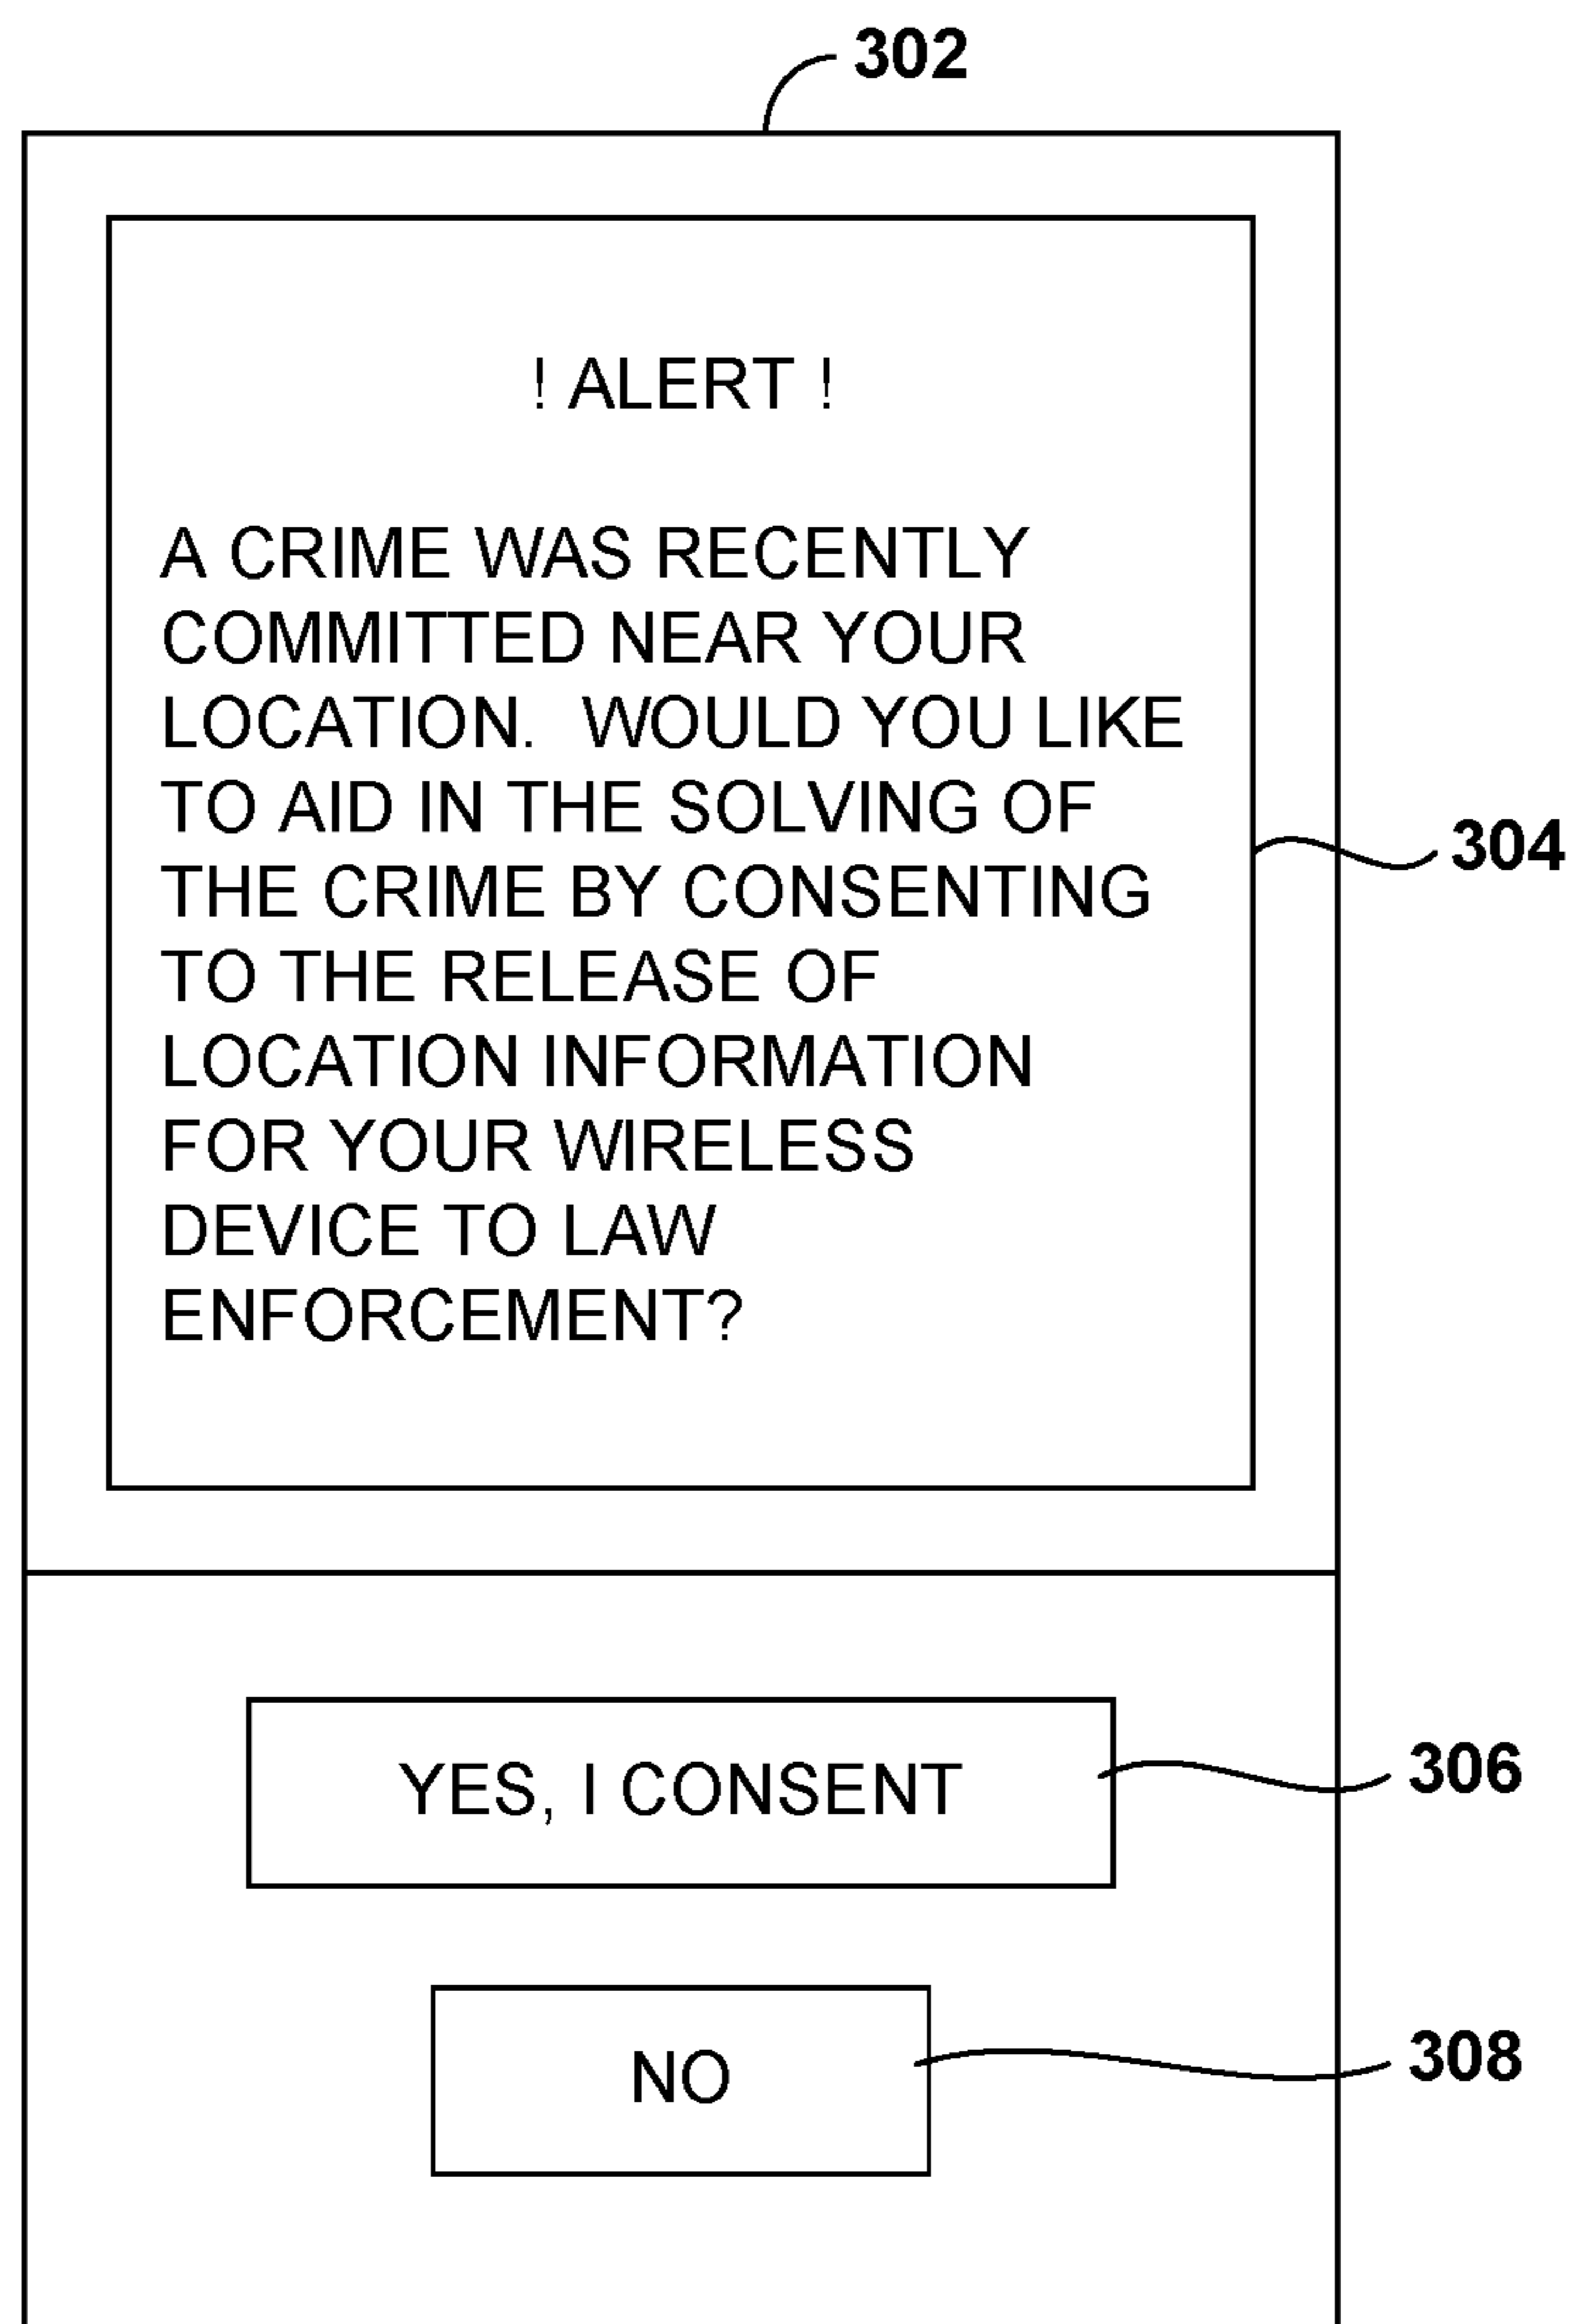 302
! ALERT !
A CRIME WAS RECENTLY
COMMITTED NEAR YOUR
LOCATION. WOULD YOU LIKE
TO AID IN THE SOLVING OF
THE CRIME BY CONSENTING
TO THE RELEASE OF
LOCATION INFORMATION
FOR YOUR WIRELESS
DEVICE TO LAW
ENFORCEMENT?
304
YES, I CONSENT
306
NO
308